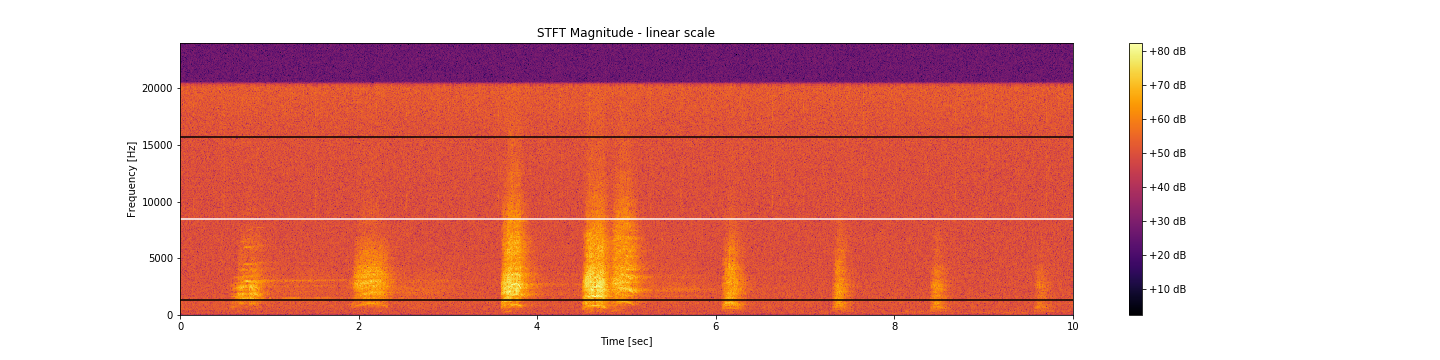 STFT Magnitude - linear scale
Frequency [Hz]
20000
15000
10000
5000
0
0 2 4 6 8 10
Time [sec]
+80 dB
+70 dB
+60 dB
+50 dB
+40 dB
+30 dB
+20 dB
+10 dB